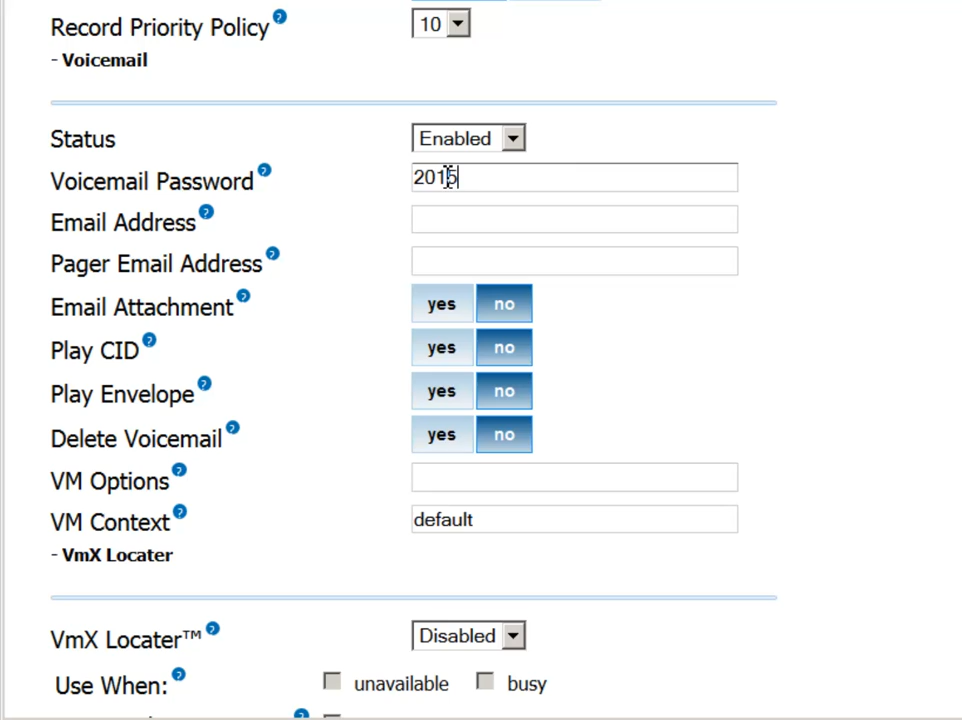 Record Priority Policy ? 10
- Voicemail
Status Enabled
Voicemail Password ? 2015
Email Address ?
Pager Email Address ?
Email Attachment ? yes no
Play CID ? yes no
Play Envelope ? yes no
Delete Voicemail ? yes no
VM Options ?
VM Context ? default
- VmX Locater
VmX Locater™ ? Disabled
Use When: ? unavailable busy